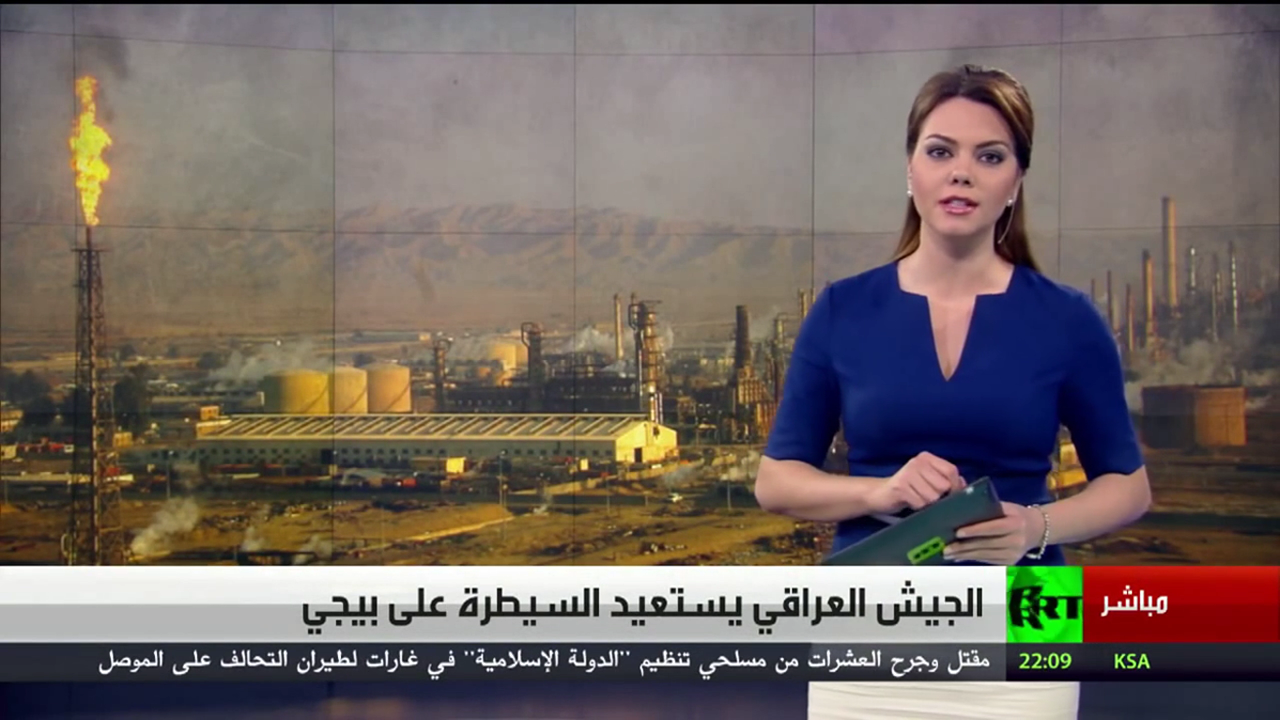 الجيش العراقي يستعيد السيطرة على بيجي
RT
مباشر
مقتل وجرح العشرات من مسلحي تنظيم "الدولة الإسلامية" في غارات لطيران التحالف على الموصل
22:09 KSA